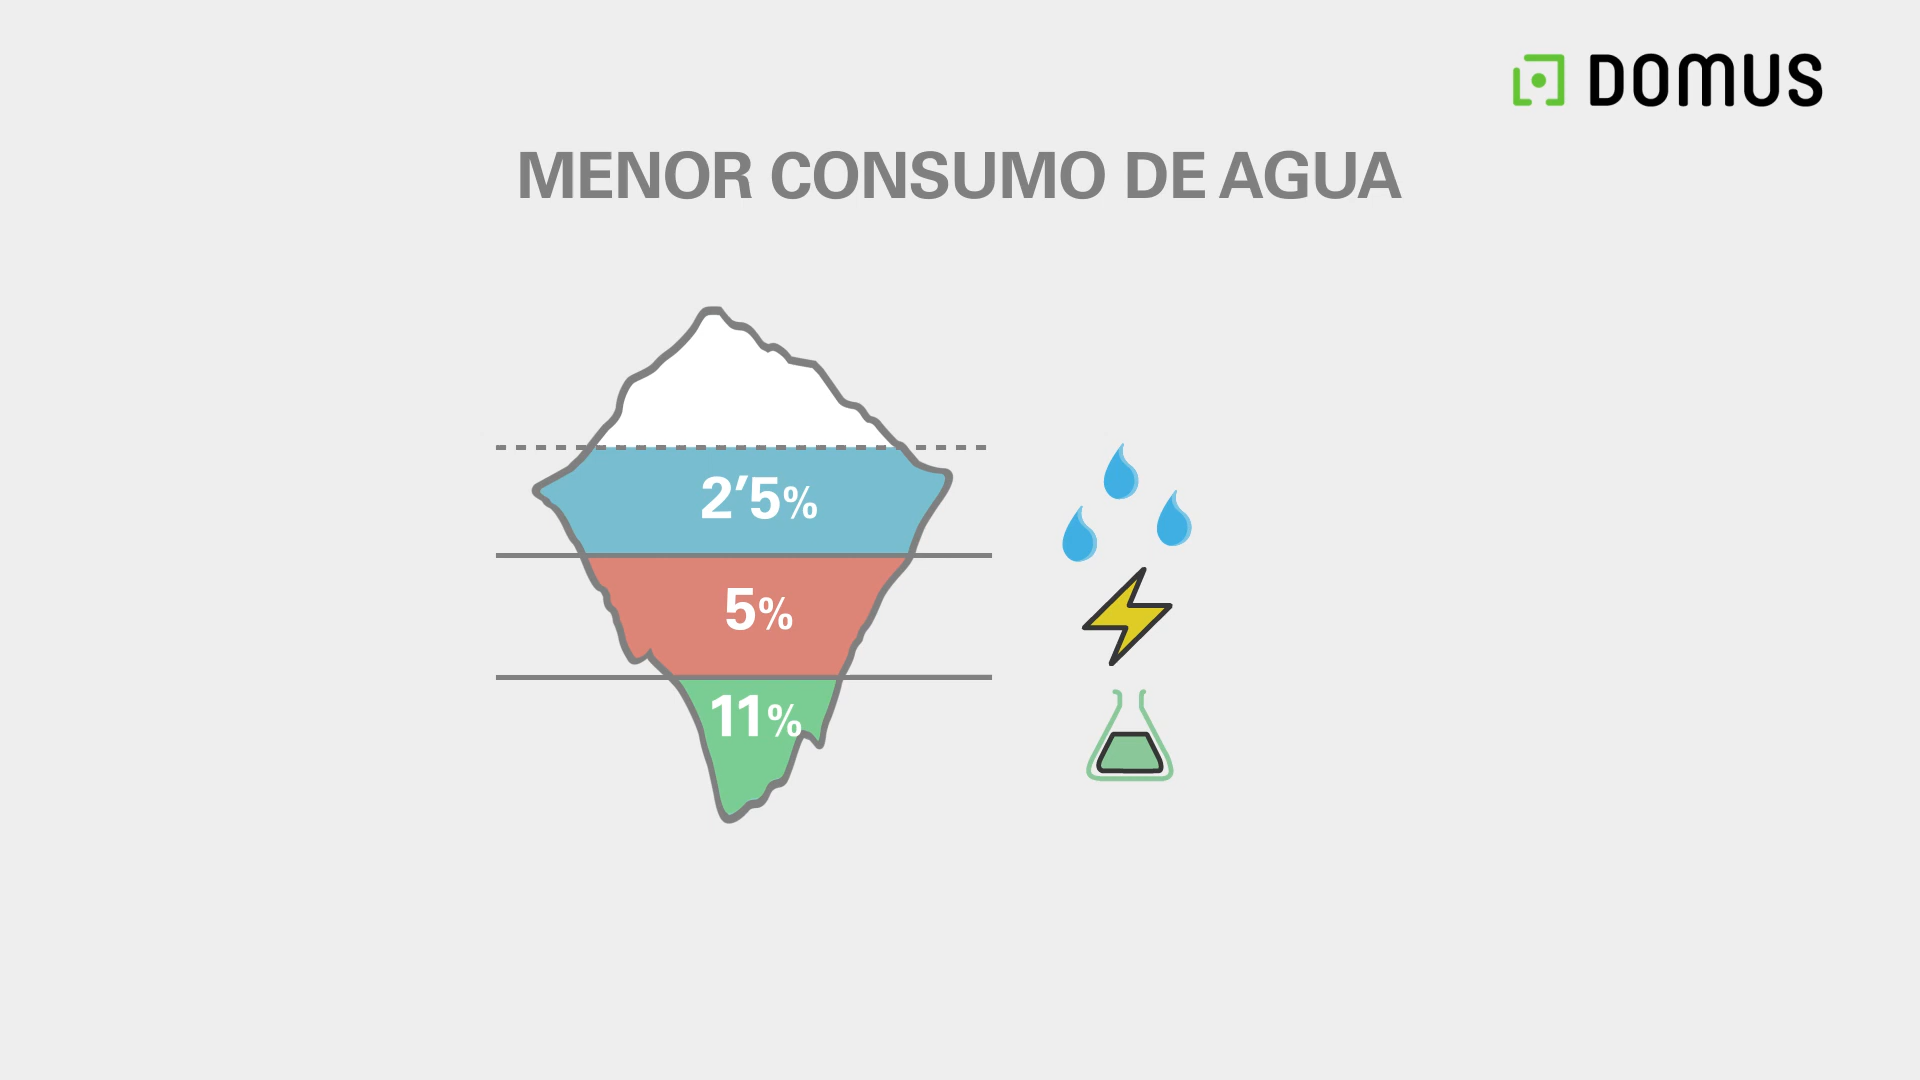 DOMUS
MENOR CONSUMO DE AGUA
2’5%
5%
11%